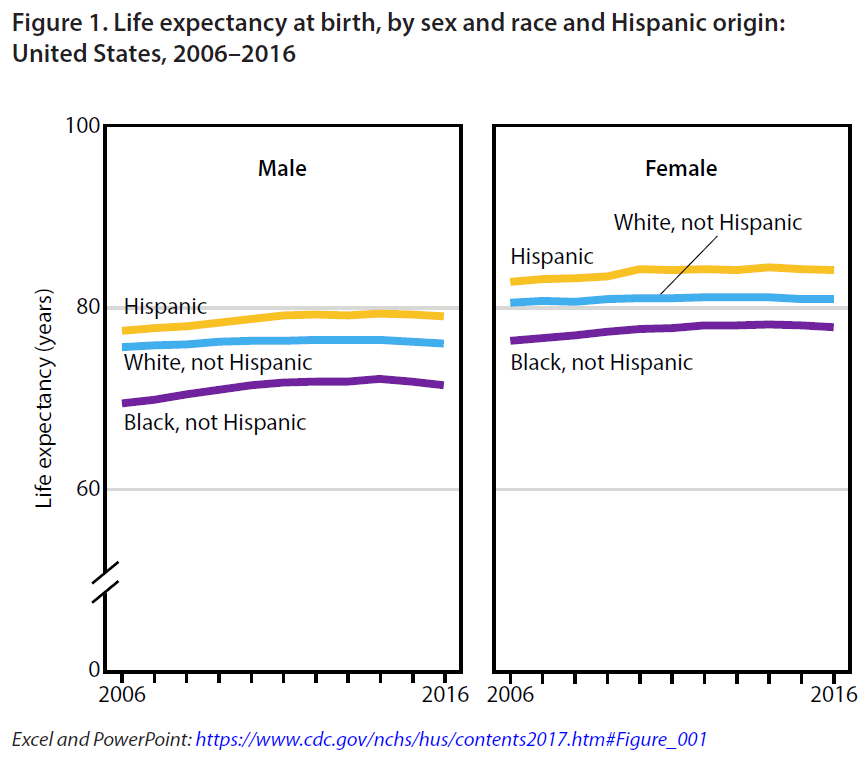 Figure 1. Life expectancy at birth, by sex and race and Hispanic origin:
United States, 2006–2016
Life expectancy (years)
100
80
60
0
Male
Hispanic
White, not Hispanic
Black, not Hispanic
2006
2016
Female
White, not Hispanic
Hispanic
Black, not Hispanic
2006
2016
Excel and PowerPoint: https://www.cdc.gov/nchs/hus/contents2017.htm#Figure_001